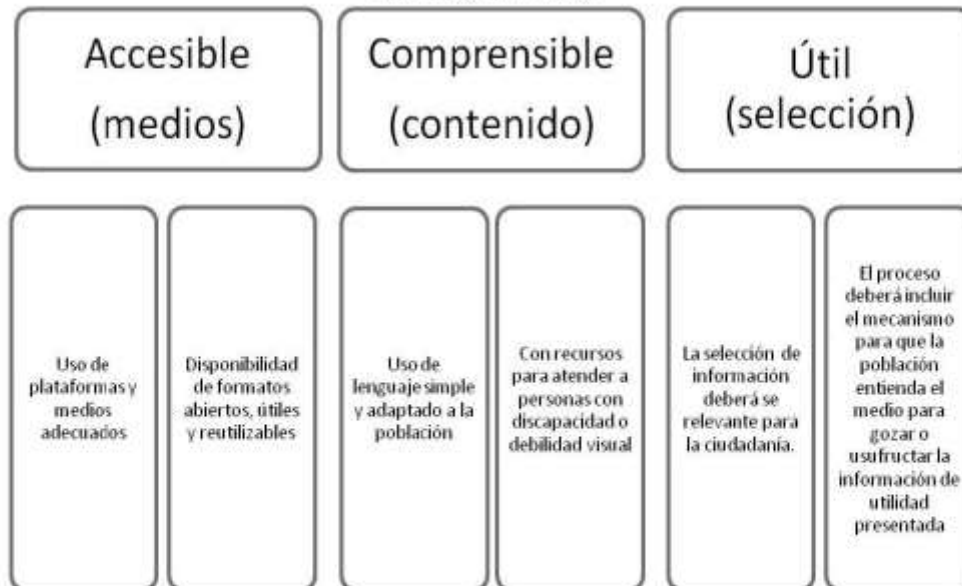 Accesible
(medios)
Comprensible
(contenido)
Útil
(selección)
Uso de
plataformas y
medios
adecuados
Disponibilidad
de formatos
abiertos, útiles
y reutilizables
Uso de
lenguaje simple
y adaptado a la
población
Con recursos
para atender a
personas con
discapacidad o
debilidad visual
La selección de
información
deberá se
relevante para
la ciudadanía.
El proceso
deberá incluir
el mecanismo
para que la
población
entienda el
medio para
gozar o
usufructar la
información de
utilidad
presentada